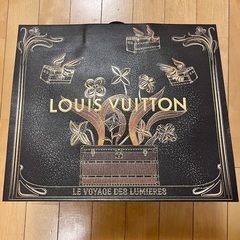 LOUIS VUITTON
LE VOYAGE DES LUMIERES